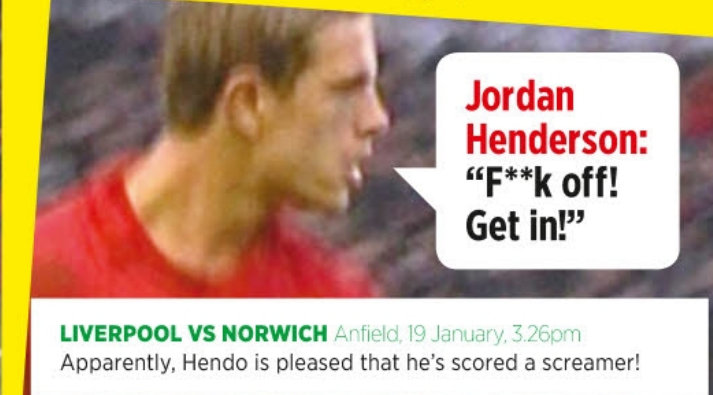 Jordan
Henderson:
“F**k off!
Get in!”
LIVERPOOL VS NORWICH Anfield, 19 January, 3.26pm
Apparently, Hendo is pleased that he’s scored a screamer!